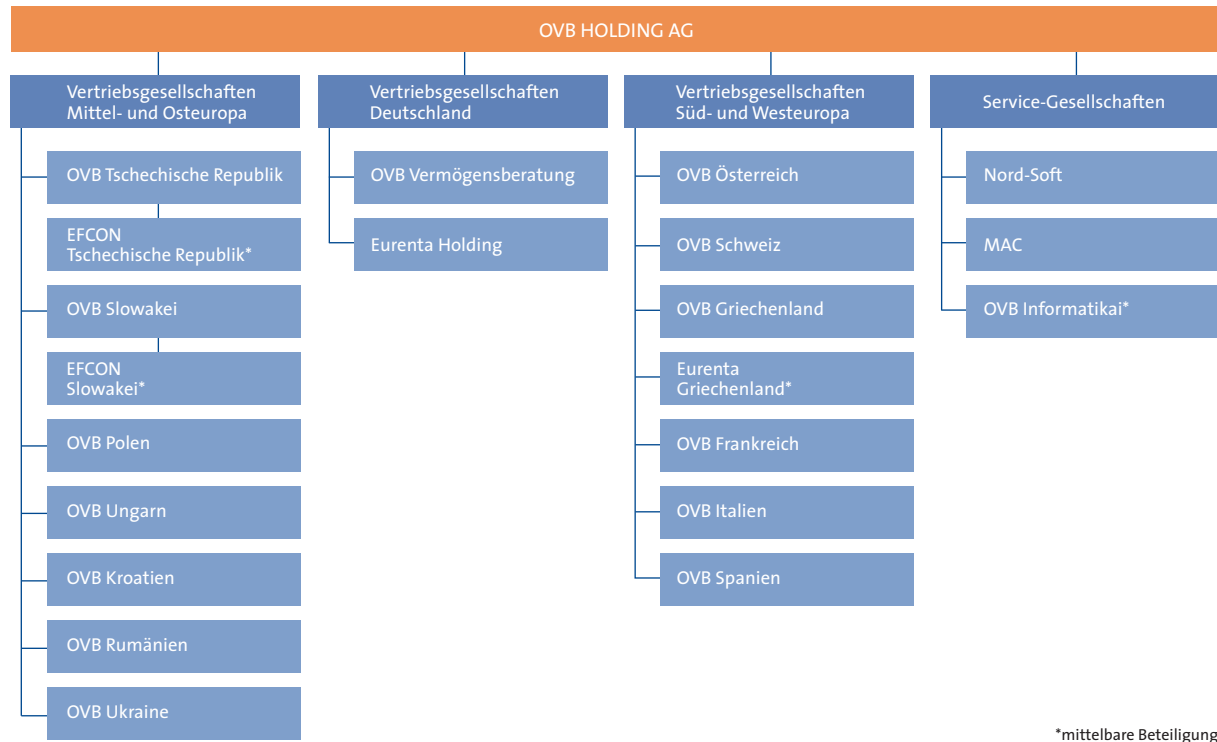 OVB HOLDING AG
Vertriebsgesellschaften
Mittel- und Osteuropa
OVB Tschechische Republik
EFCON
Tschechische Republik*
OVB Slowakei
EFCON
Slowakei*
OVB Polen
OVB Ungarn
OVB Kroatien
OVB Rumänien
OVB Ukraine
Vertriebsgesellschaften
Deutschland
OVB Vermögensberatung
Eurenta Holding
Vertriebsgesellschaften
Süd- und Westeuropa
OVB Österreich
OVB Schweiz
OVB Griechenland
Eurenta
Griechenland*
OVB Frankreich
OVB Italien
OVB Spanien
Service-Gesellschaften
Nord-Soft
MAC
OVB Informatikai*
*mittelbare Beteiligung